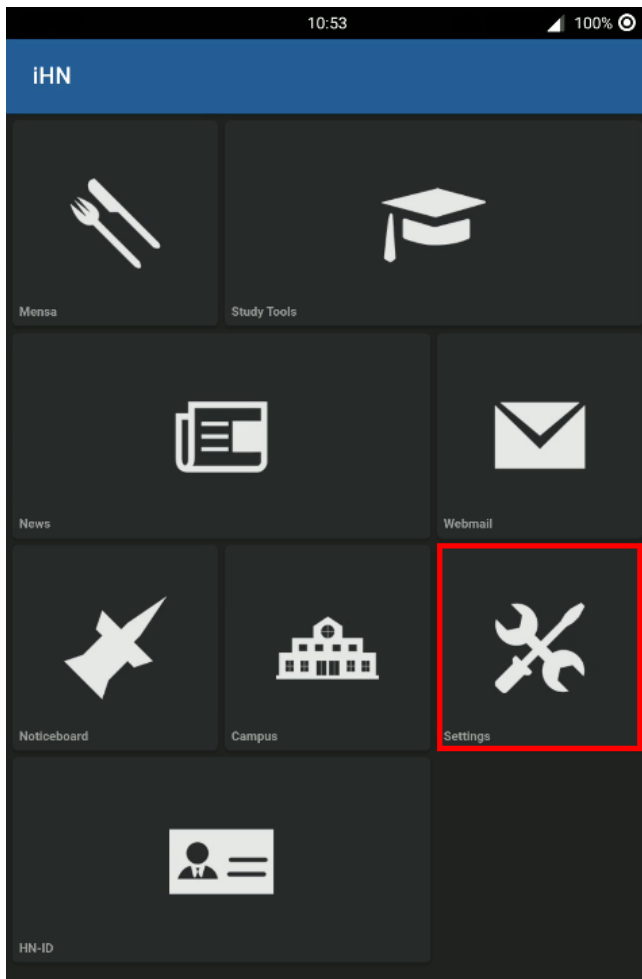 10:53
100%
iHN
Mensa
Study Tools
News
Webmail
Noticeboard
Campus
Settings
HN-ID